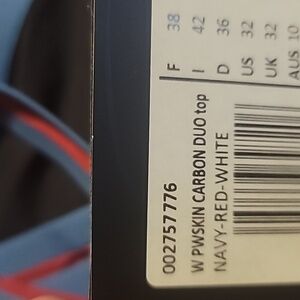 F 38
I 42
D 36
US 32
UK 32
AUS 10
002757776
W PWSKIN CARBON DUO top
NAVY-RED-WHITE